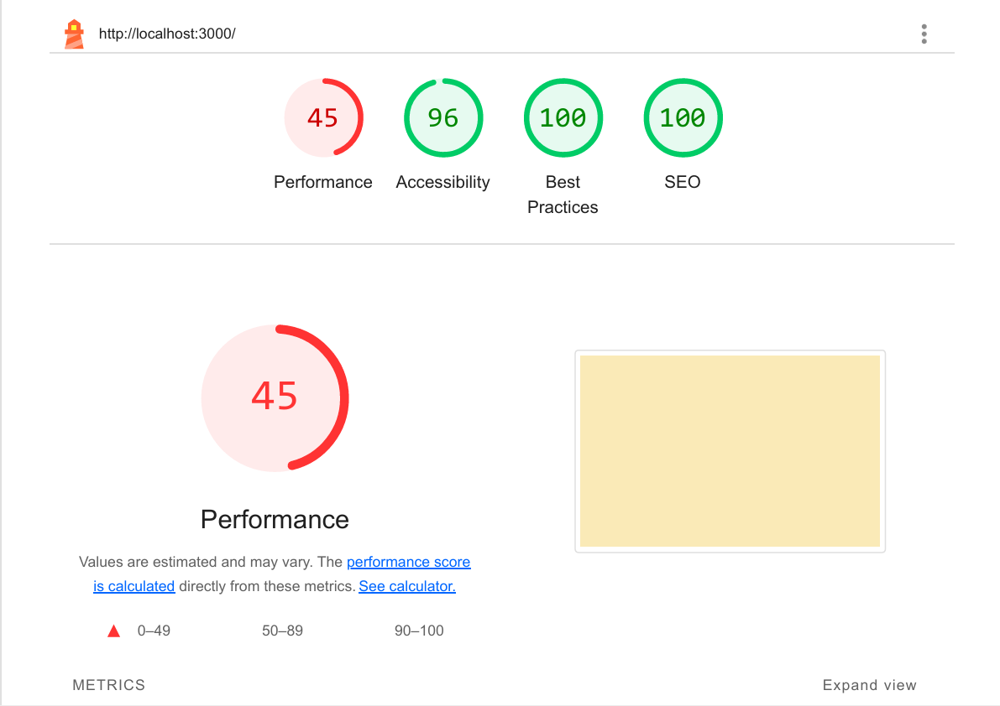 http://localhost:3000/
45
96
100
100
Performance
Accessibility
Best
Practices
SEO
45
Performance
Values are estimated and may vary. The performance score
is calculated directly from these metrics. See calculator.
0–49
50–89
90–100
METRICS
Expand view